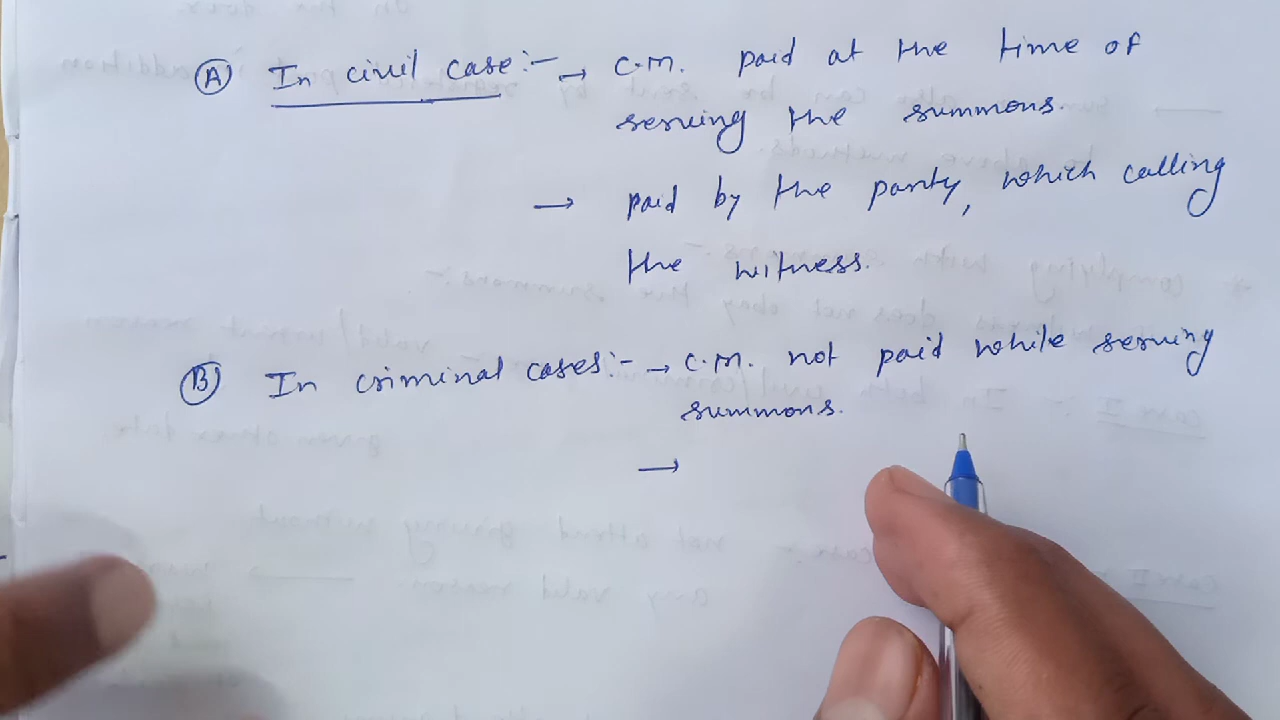 (A) In civil case :- → C.M. paid at the time of
serving the summons.
→ paid by the party, which calling
the witness.
(B) In criminal cases :- → C.M. not paid while serving
summons.
→